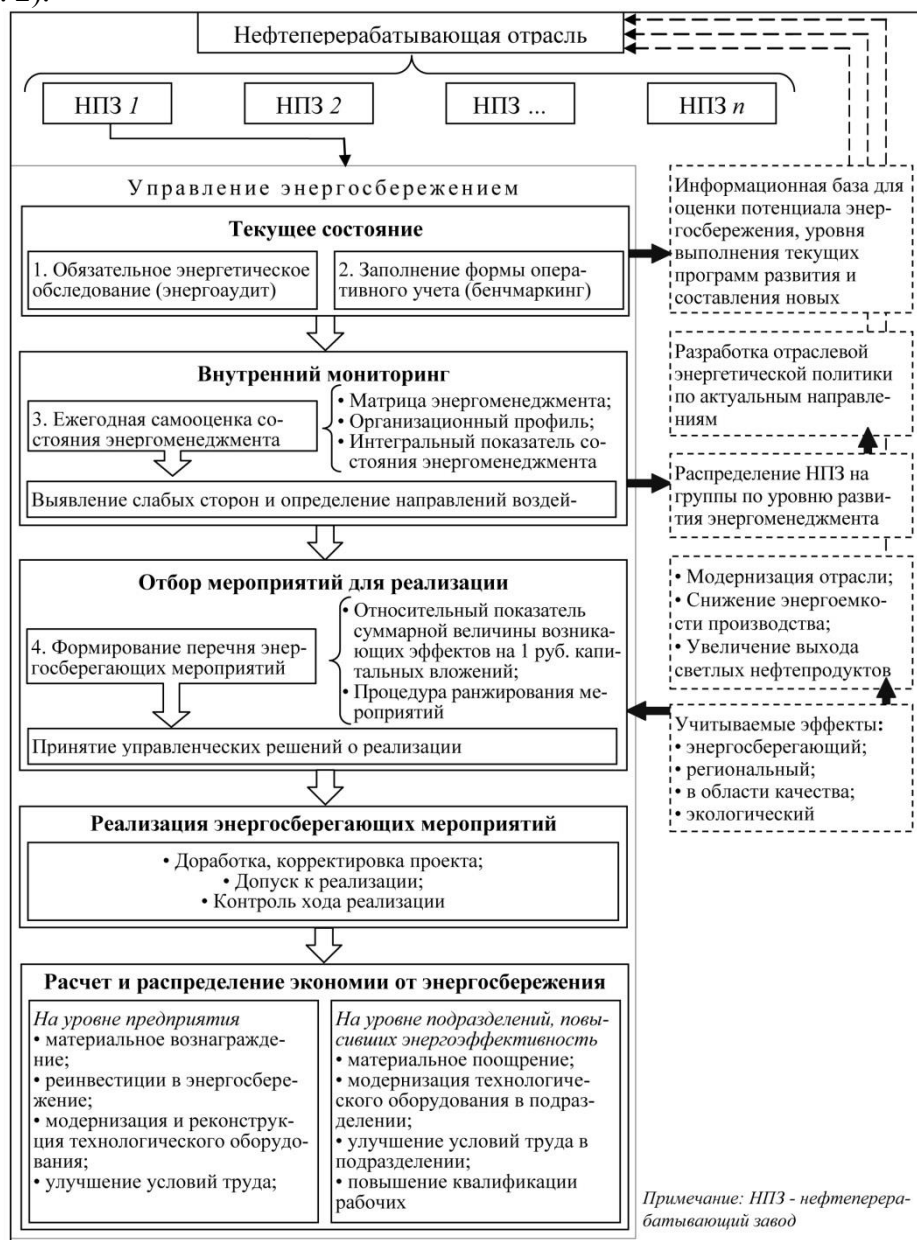 . 2).
Нефтеперерабатывающая отрасль
НПЗ 1
НПЗ 2
НПЗ ...
НПЗ n
Управление энергосбережением
Текущее состояние
1. Обязательное энергетическое
обследование (энергоаудит)
2. Заполнение формы опера-
тивного учета (бенчмаркинг)
Информационная база для
оценки потенциала энер-
госбережения, уровня
выполнения текущих
программ развития и
составления новых
Внутренний мониторинг
3. Ежегодная самооценка со-
стояния энергоменеджмента
• Матрица энергоменеджмента;
• Организационный профиль;
• Интегральный показатель со-
стояния энергоменеджмента
Выявление слабых сторон и определение направлений воздей-
Разработка отраслевой
энергетической политики
по актуальным направле-
ниям
Распределение НПЗ на
группы по уровню разви-
тия энергоменеджмента
Отбор мероприятий для реализации
4. Формирование перечня энер-
госберегающих мероприятий
• Относительный показатель
суммарной величины возника-
ющих эффектов на 1 руб. капи-
тальных вложений;
• Процедура ранжирования ме-
роприятий
Принятие управленческих решений о реализации
• Модернизация отрасли;
• Снижение энергоемко-
сти производства;
• Увеличение выхода
светлых нефтепродуктов
Учитываемые эффекты:
• энергосберегающий;
• региональный;
• в области качества;
• экологический
Реализация энергосберегающих мероприятий
• Доработка, корректировка проекта;
• Допуск к реализации;
• Контроль хода реализации
Расчет и распределение экономии от энергосбережения
На уровне предприятия
• материальное вознагражде-
ние;
• реинвестиции в энергосбере-
жение;
• модернизация и реконструк-
ция технологического оборудо-
вания;
• улучшение условий труда;
На уровне подразделений, повы-
сивших энергоэффективность
• материальное поощрение;
• модернизация технологиче-
ского оборудования в подраз-
делении;
• улучшение условий труда в
подразделении;
• повышение квалификации
рабочих
Примечание: НПЗ - нефтеперера-
батывающий завод